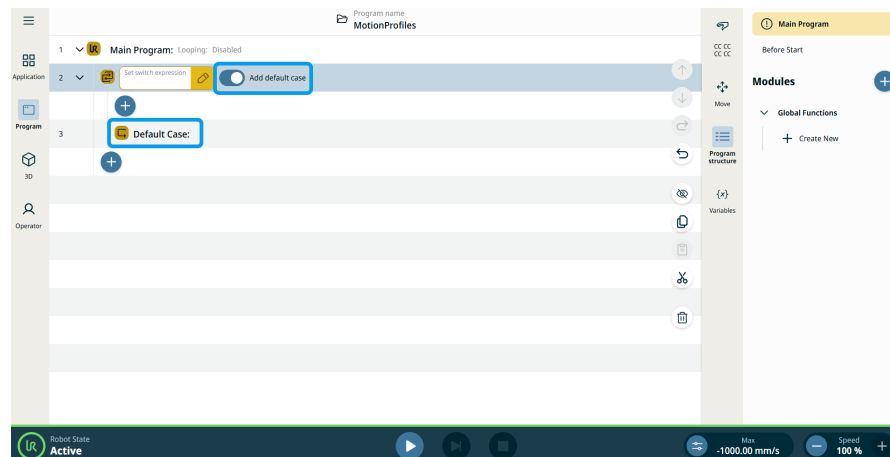 Program name
MotionProfiles
Application
Program
3D
Operator
1 Main Program: Looping: Disabled
2 Set switch expression Add default case
3 Default Case:
CC CC
CC CC
Move
Program
structure
{x}
Variables
Main Program
Before Start
Modules
Global Functions
Create New
UR
Robot State
Active
Max
-1000.00 mm/s
Speed
100 %